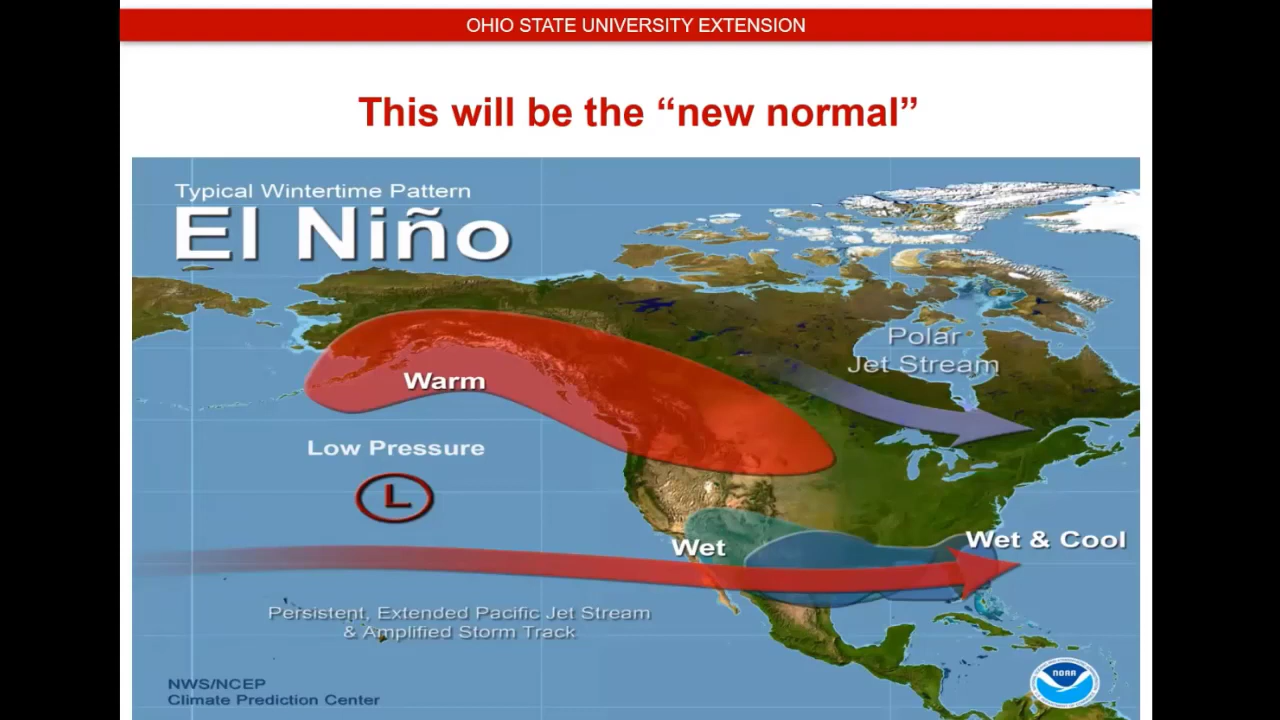 OHIO STATE UNIVERSITY EXTENSION
This will be the “new normal”
Typical Wintertime Pattern
El Niño
Polar
Jet Stream
Warm
Low Pressure
L
Wet
Wet & Cool
Persistent, Extended Pacific Jet Stream
& Amplified Storm Track
NWS/NCEP
Climate Prediction Center
NOAA